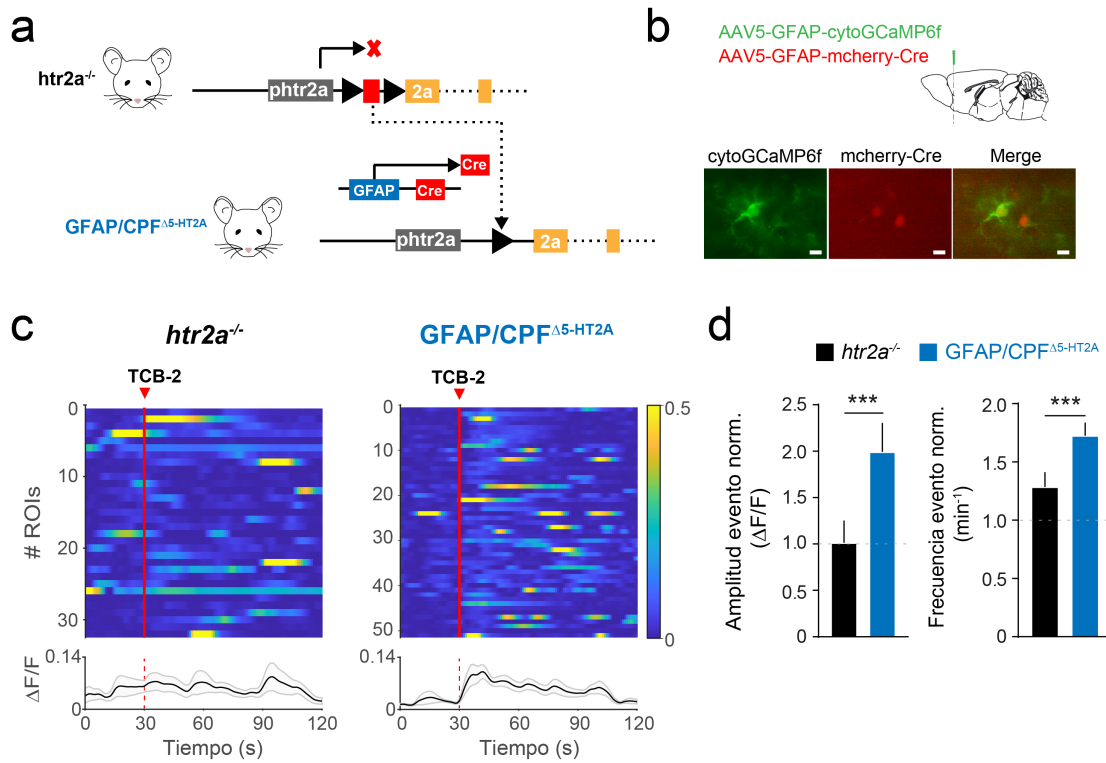 a
htr2a-/-
phtr2a
2a
Cre
GFAP
Cre
GFAP/CPFΔ5-HT2A
phtr2a
2a
b
AAV5-GFAP-cytoGCaMP6f
AAV5-GFAP-mcherry-Cre
cytoGCaMP6f
mcherry-Cre
Merge
c
htr2a-/-
TCB-2
# ROIs
0
10
20
30
ΔF/F
0.14
0
0
30
60
90
120
Tiempo (s)
GFAP/CPFΔ5-HT2A
TCB-2
0
10
20
30
40
50
0.5
0
0.14
0
0
30
60
90
120
Tiempo (s)
d
htr2a-/-
GFAP/CPFΔ5-HT2A
Amplitud evento norm.
(ΔF/F)
2.5
2.0
1.5
1.0
0.5
0
***
Frecuencia evento norm.
(min-1)
2.0
1.5
1.0
0.5
0
***